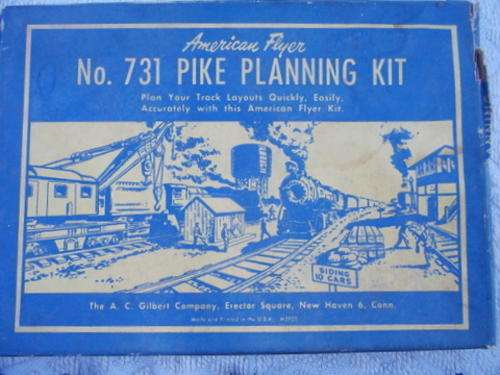 American Flyer
No. 731 PIKE PLANNING KIT
Plan Your Track Layouts Quickly, Easily,
Accurately with this American Flyer Kit.
SIDING
10 CARS
The A. C. Gilbert Company, Erector Square, New Haven 6, Conn.
Made and Printed in the U.S.A.